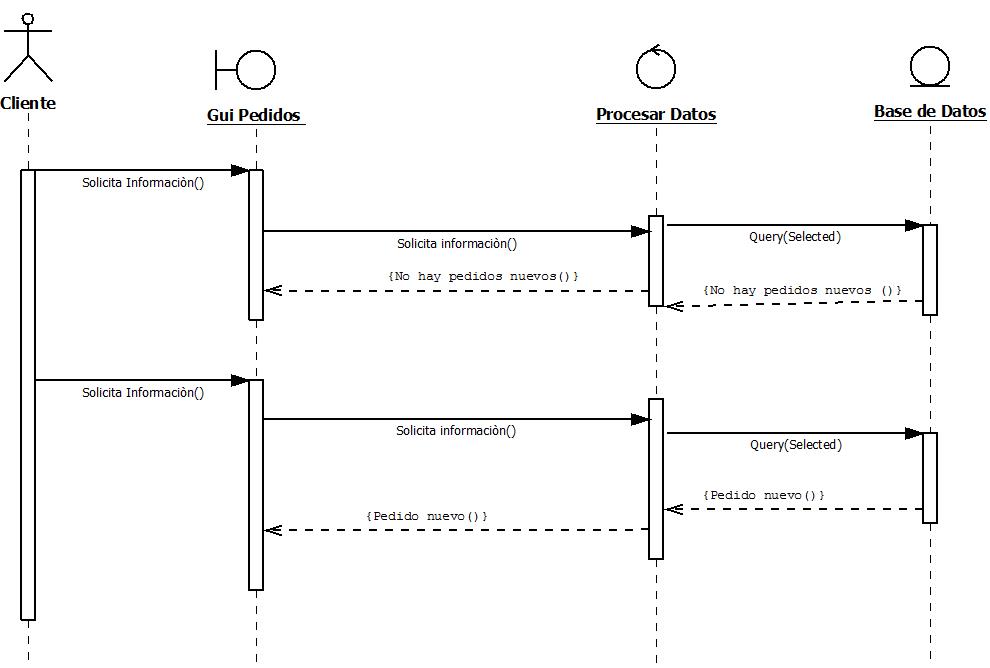 Cliente
Gui Pedidos
Procesar Datos
Base de Datos
Solicita Informaciòn()
Solicita informaciòn()
Query(Selected)
{No hay pedidos nuevos()}
{No hay pedidos nuevos ()}
Solicita Informaciòn()
Solicita informaciòn()
Query(Selected)
{Pedido nuevo()}
{Pedido nuevo()}